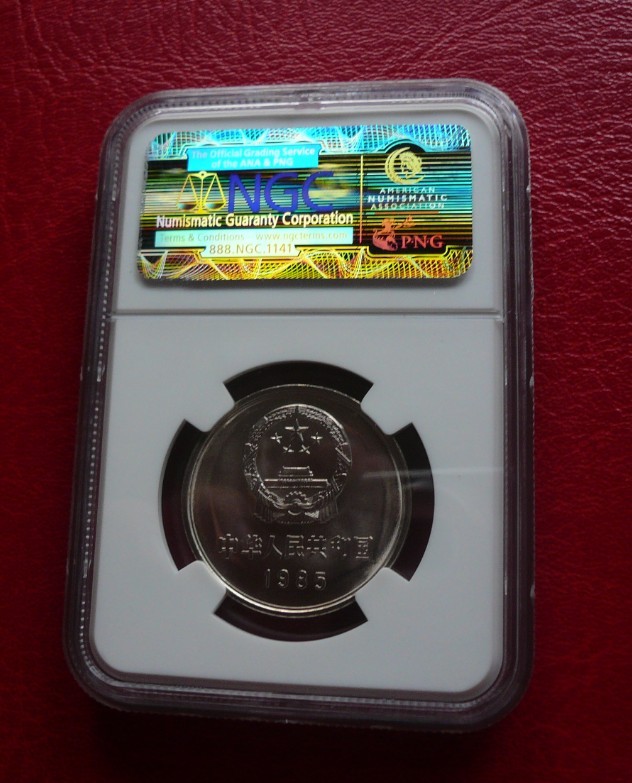 The Official Grading Service
of the ANA & PNG
NGC
Numismatic Guaranty Corporation
Terms & Conditions www.ngcterms.com
888.NGC.1141
AMERICAN
NUMISMATIC
ASSOCIATION
PNG
中华人民共和国
1985